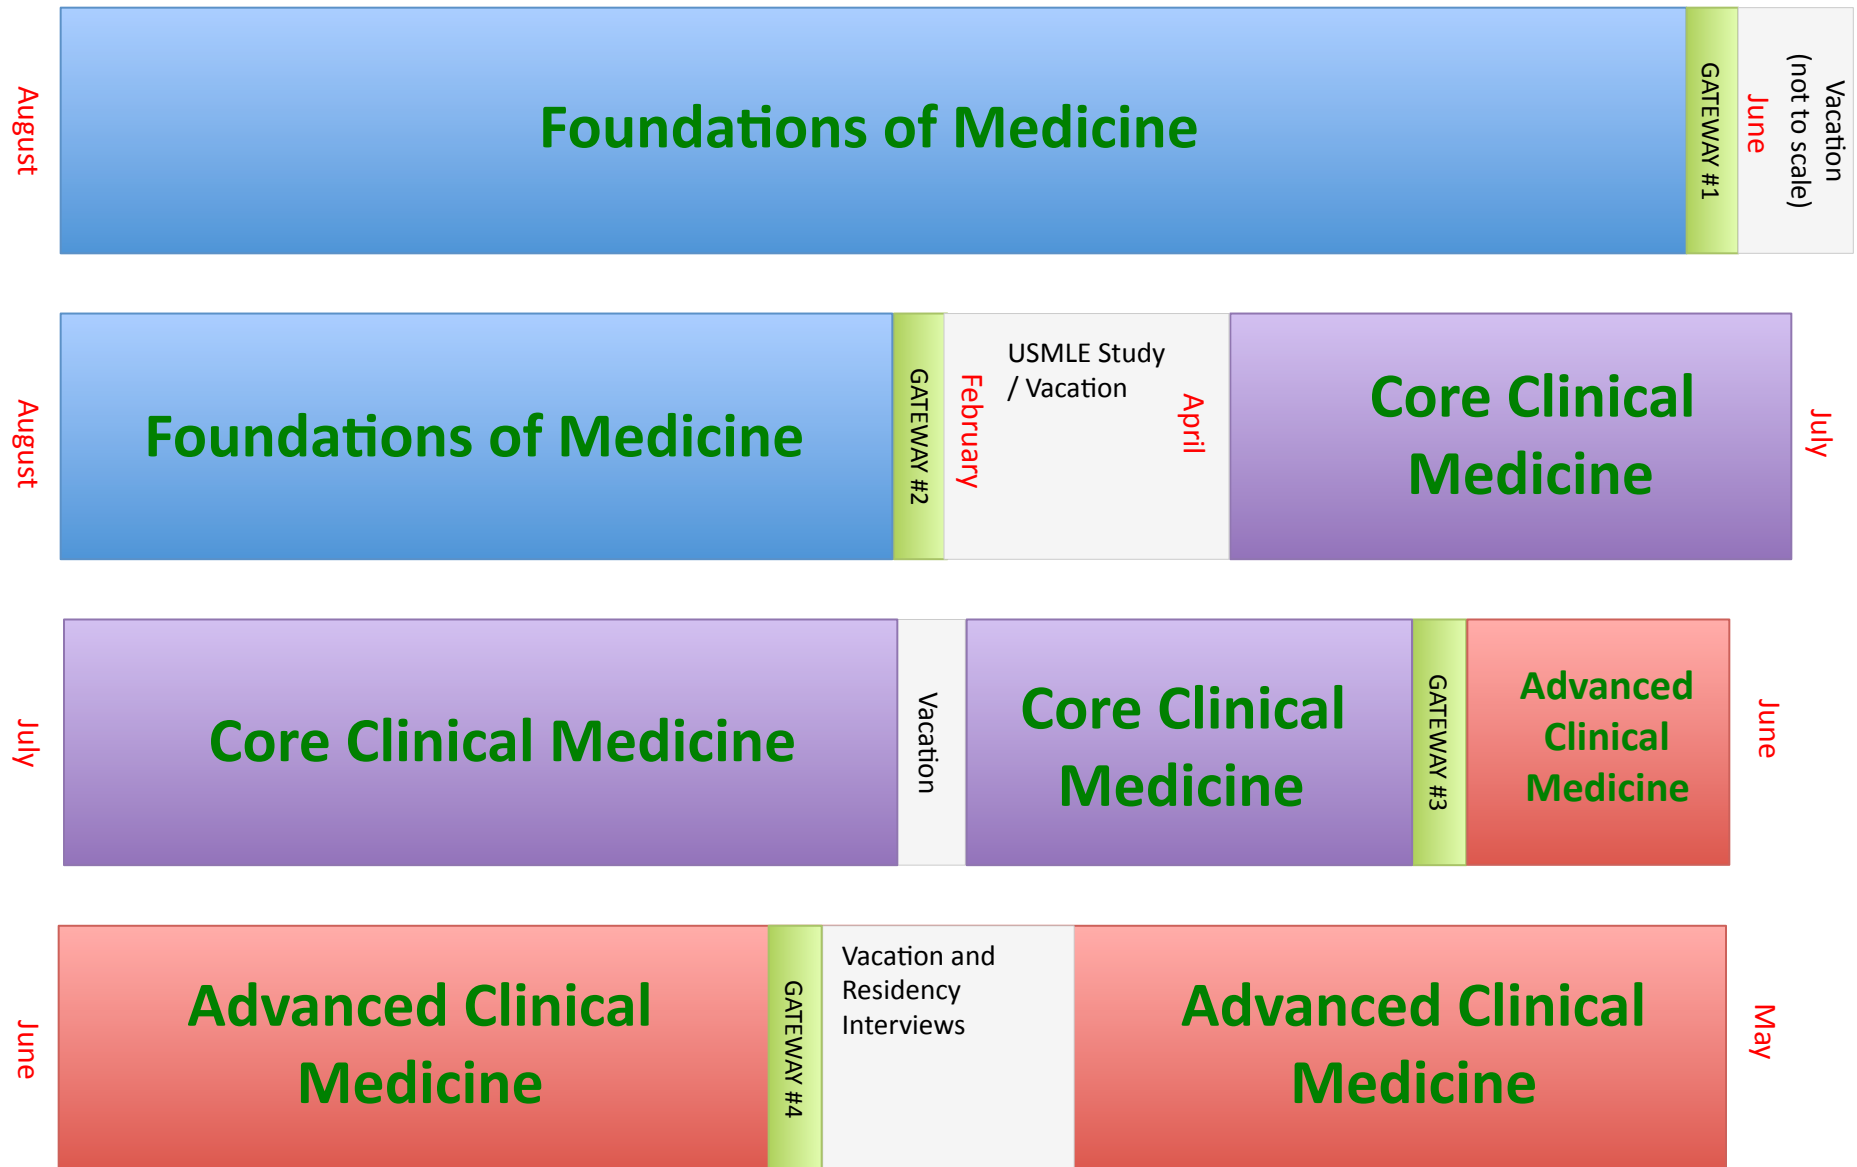 August
Foundations of Medicine
GATEWAY #1
June
Vacation
(not to scale)
August
Foundations of Medicine
GATEWAY #2
February
USMLE Study
/ Vacation
April
Core Clinical
Medicine
July
July
Core Clinical Medicine
Vacation
Core Clinical
Medicine
GATEWAY #3
Advanced
Clinical
Medicine
June
June
Advanced Clinical
Medicine
GATEWAY #4
Vacation and
Residency
Interviews
Advanced Clinical
Medicine
May